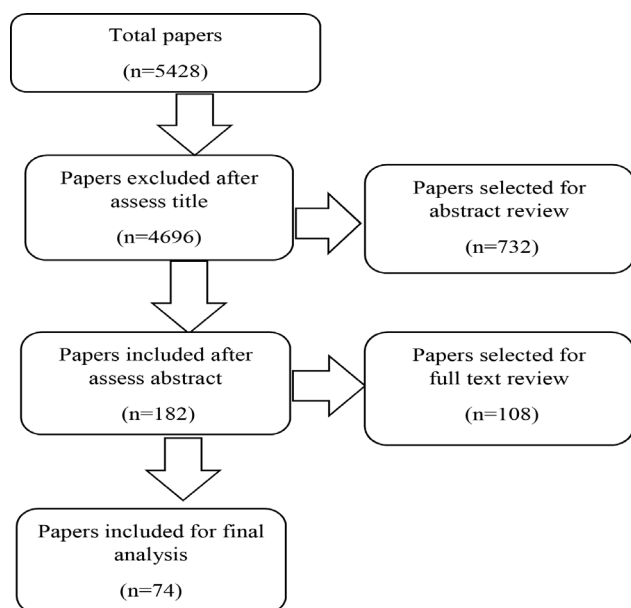 Total papers
(n=5428)
Papers excluded after
assess title
(n=4696)
Papers selected for
abstract review
(n=732)
Papers included after
assess abstract
(n=182)
Papers selected for
full text review
(n=108)
Papers included for final
analysis
(n=74)